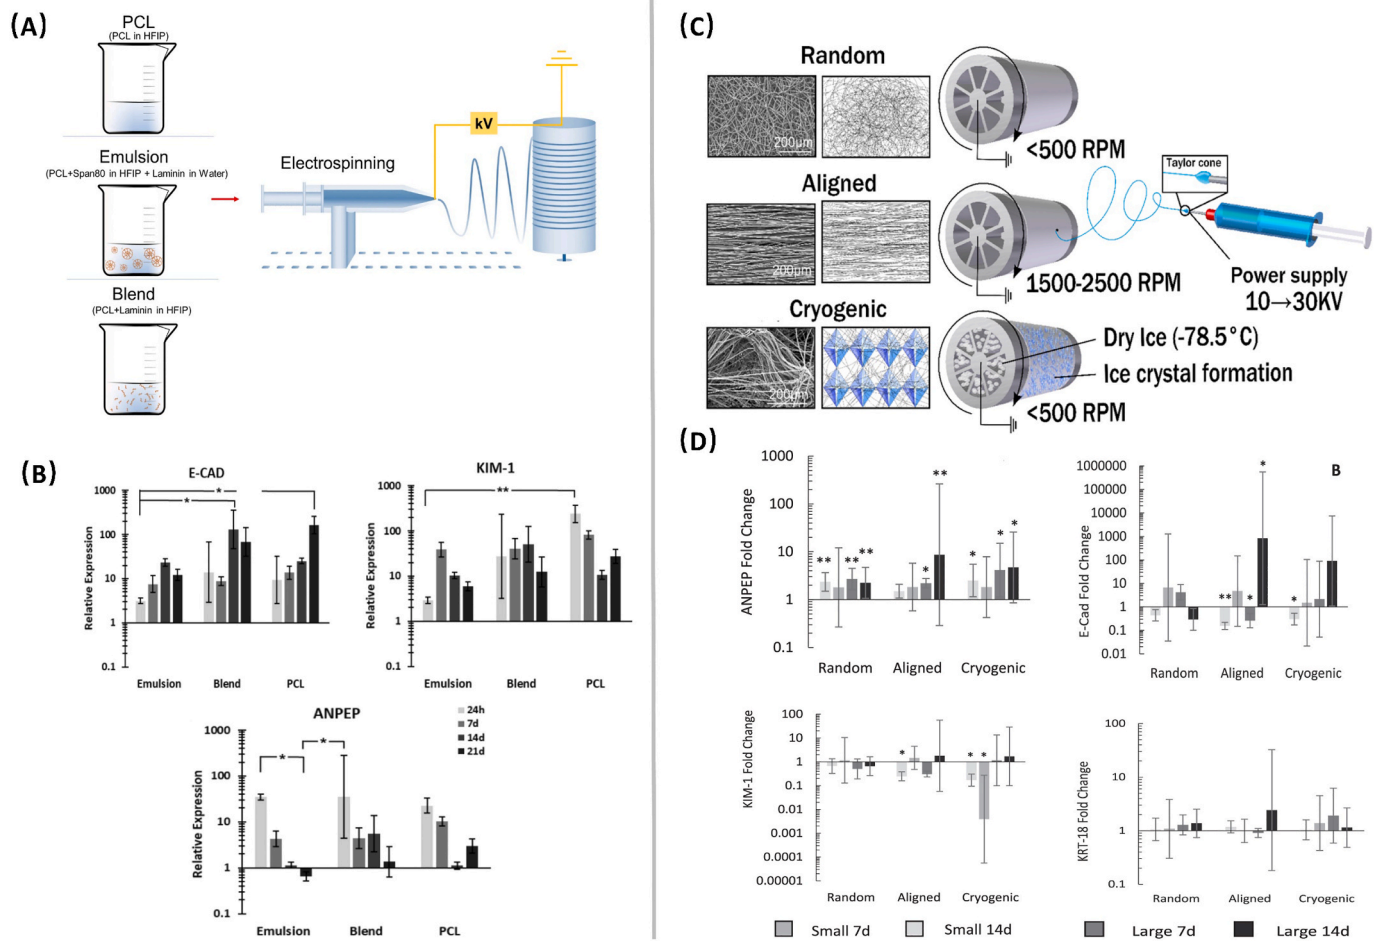 (A)
PCL
(PCL in HFIP)
Emulsion
(PCL+Span80 in HFIP + Laminin in Water)
Blend
(PCL+Laminin in HFIP)
Electrospinning
kV
(C)
Random
200µm
<500 RPM
Aligned
200µm
1500-2500 RPM
Cryogenic
200µm
Dry Ice (-78.5°C)
Ice crystal formation
<500 RPM
Taylor cone
Power supply
10→30KV
(B)
E-CAD
Relative Expression
1000
100
10
1
0.1
*
*
Emulsion Blend PCL
KIM-1
Relative Expression
1000
100
10
1
0.1
**
Emulsion Blend PCL
ANPEP
Relative Expression
1000
100
10
1
0.1
*
*
Emulsion Blend PCL
24h
7d
14d
21d
(D)
ANPEP Fold Change
1000
100
10
1
0.1
** ** ** * ** * * *
Random Aligned Cryogenic
B
E-Cad Fold Change
1000000
100000
10000
1000
100
10
1
0.1
0.01
** * * *
Random Aligned Cryogenic
KIM-1 Fold Change
100
10
1
0.1
0.01
0.001
0.0001
0.00001
* * *
Random Aligned Cryogenic
KRT-18 Fold Change
100
10
1
0.1
Random Aligned Cryogenic
Small 7d Small 14d Large 7d Large 14d